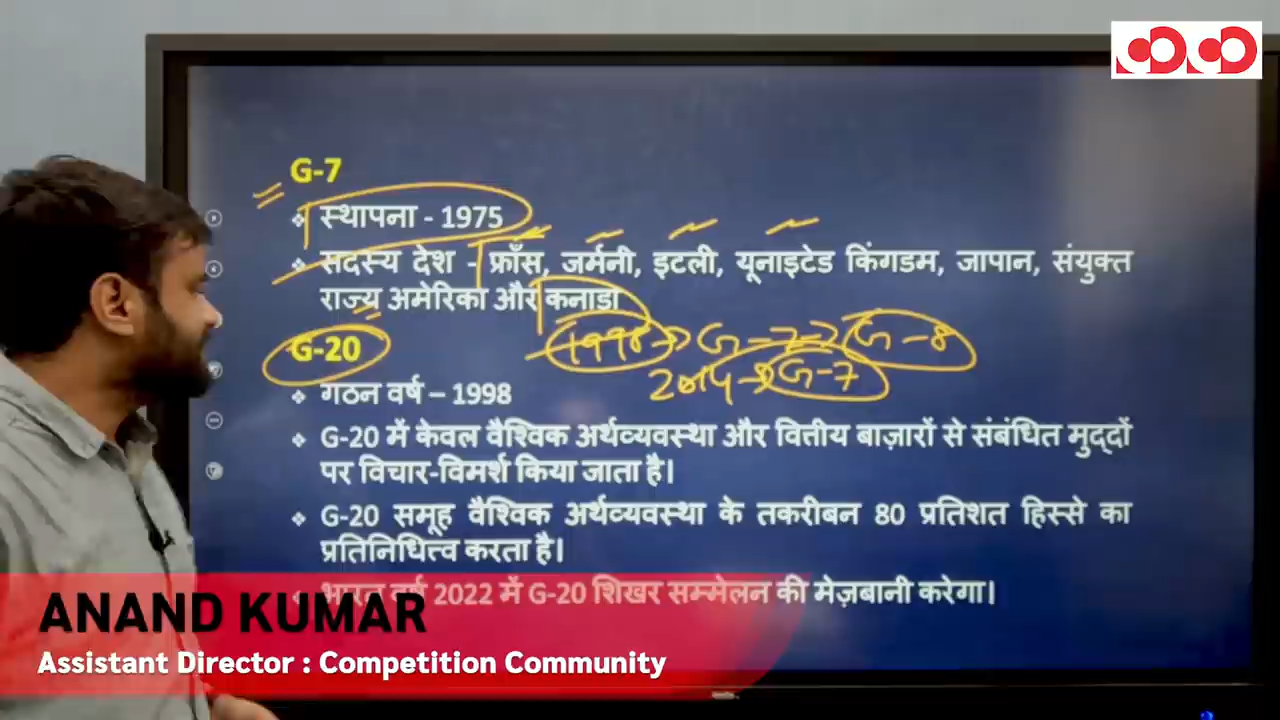 G-7
❖ स्थापना - 1975
❖ सदस्य देश - फ्राँस, जर्मनी, इटली, यूनाइटेड किंगडम, जापान, संयुक्त
राज्य अमेरिका और कनाडा
1998 → G-7 → G-8
G-20
2014 → G-7
❖ गठन वर्ष – 1998
❖ G-20 में केवल वैश्विक अर्थव्यवस्था और वित्तीय बाज़ारों से संबंधित मुद्दों
पर विचार-विमर्श किया जाता है।
❖ G-20 समूह वैश्विक अर्थव्यवस्था के तकरीबन 80 प्रतिशत हिस्से का
प्रतिनिधित्व करता है।
भारत वर्ष 2022 में G-20 शिखर सम्मेलन की मेज़बानी करेगा।
ANAND KUMAR
Assistant Director : Competition Community